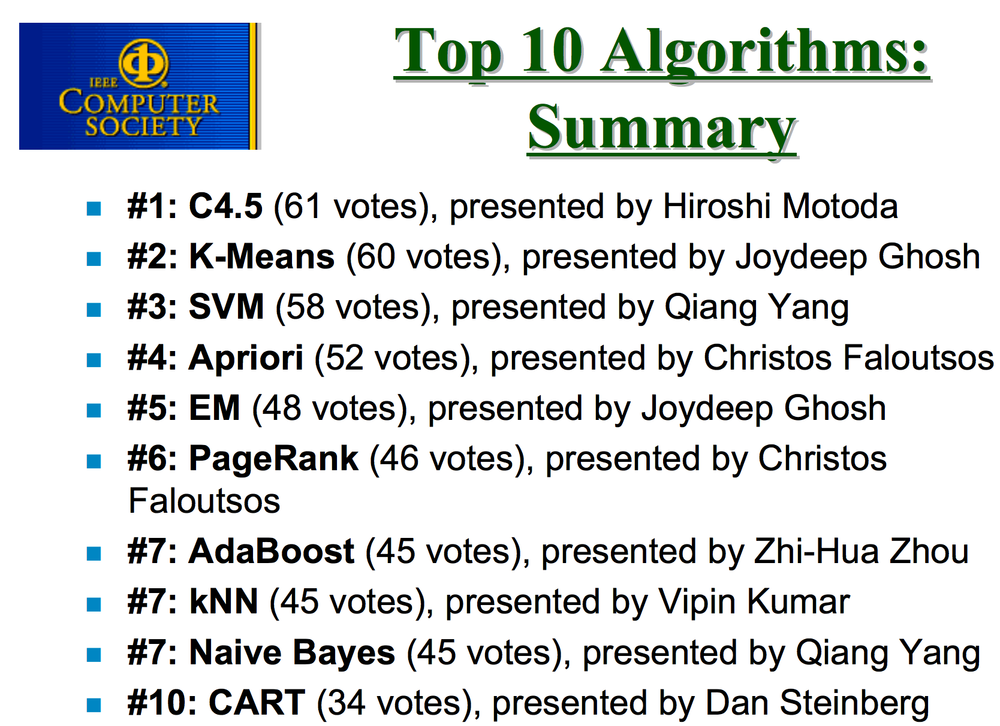 IEEE
COMPUTER
SOCIETY
Top 10 Algorithms:
Summary
#1: C4.5 (61 votes), presented by Hiroshi Motoda
#2: K-Means (60 votes), presented by Joydeep Ghosh
#3: SVM (58 votes), presented by Qiang Yang
#4: Apriori (52 votes), presented by Christos Faloutsos
#5: EM (48 votes), presented by Joydeep Ghosh
#6: PageRank (46 votes), presented by Christos
Faloutsos
#7: AdaBoost (45 votes), presented by Zhi-Hua Zhou
#7: kNN (45 votes), presented by Vipin Kumar
#7: Naive Bayes (45 votes), presented by Qiang Yang
#10: CART (34 votes), presented by Dan Steinberg